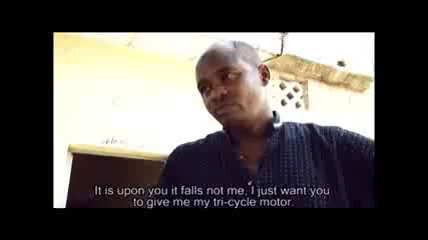 It is upon you it falls not me, I just want you
to give me my tri-cycle motor.